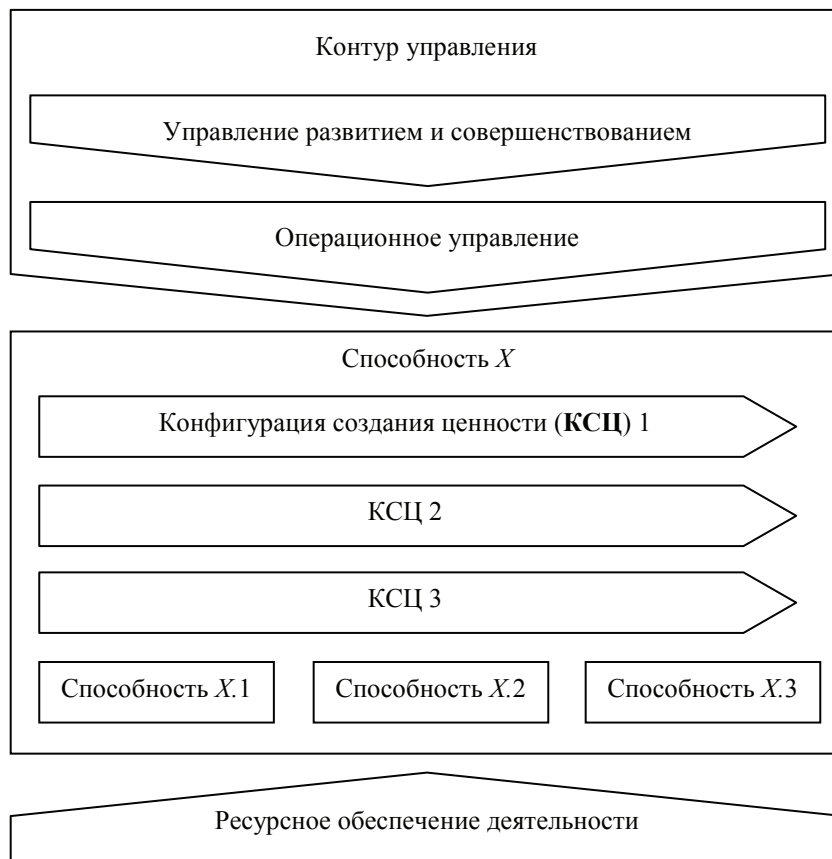 Контур управления
Управление развитием и совершенствованием
Операционное управление
Способность X
Конфигурация создания ценности (КСЦ) 1
КСЦ 2
КСЦ 3
Способность X.1
Способность X.2
Способность X.3
Ресурсное обеспечение деятельности